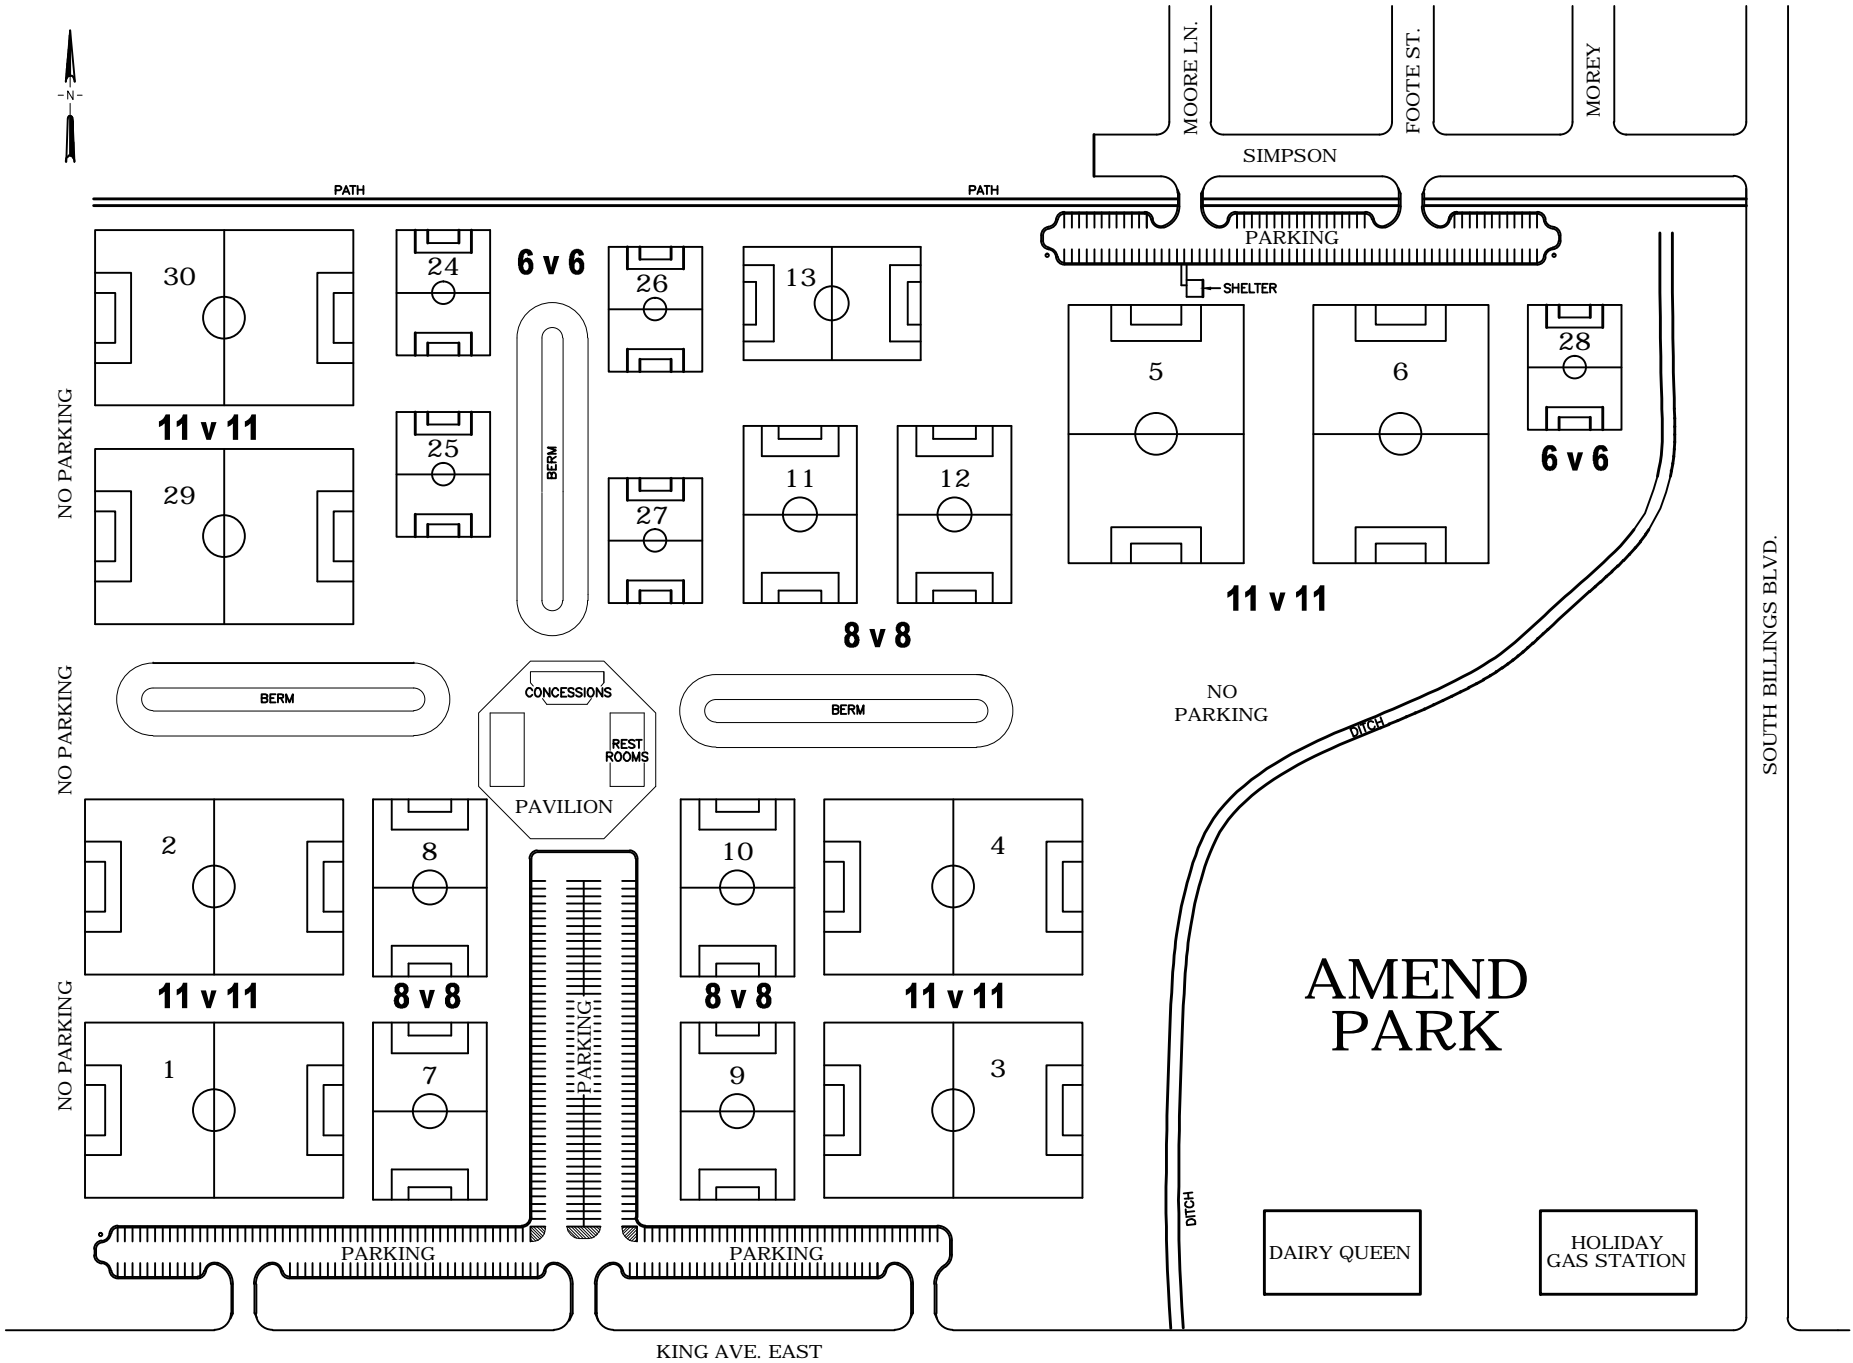 MOORE LN.
FOOTE ST.
MOREY
-N-
SIMPSON
PATH
PATH
PARKING
30
24
6 v 6
26
13
SHELTER
5
6
28
NO PARKING
11 v 11
25
BERM
6 v 6
29
27
11
12
11 v 11
8 v 8
SOUTH BILLINGS BLVD.
NO PARKING
BERM
CONCESSIONS
BERM
NO
PARKING
DITCH
REST
ROOMS
PAVILION
2
8
10
4
11 v 11
8 v 8
8 v 8
11 v 11
AMEND
PARK
NO PARKING
PARKING
1
7
9
3
DITCH
PARKING
PARKING
DAIRY QUEEN
HOLIDAY
GAS STATION
KING AVE. EAST